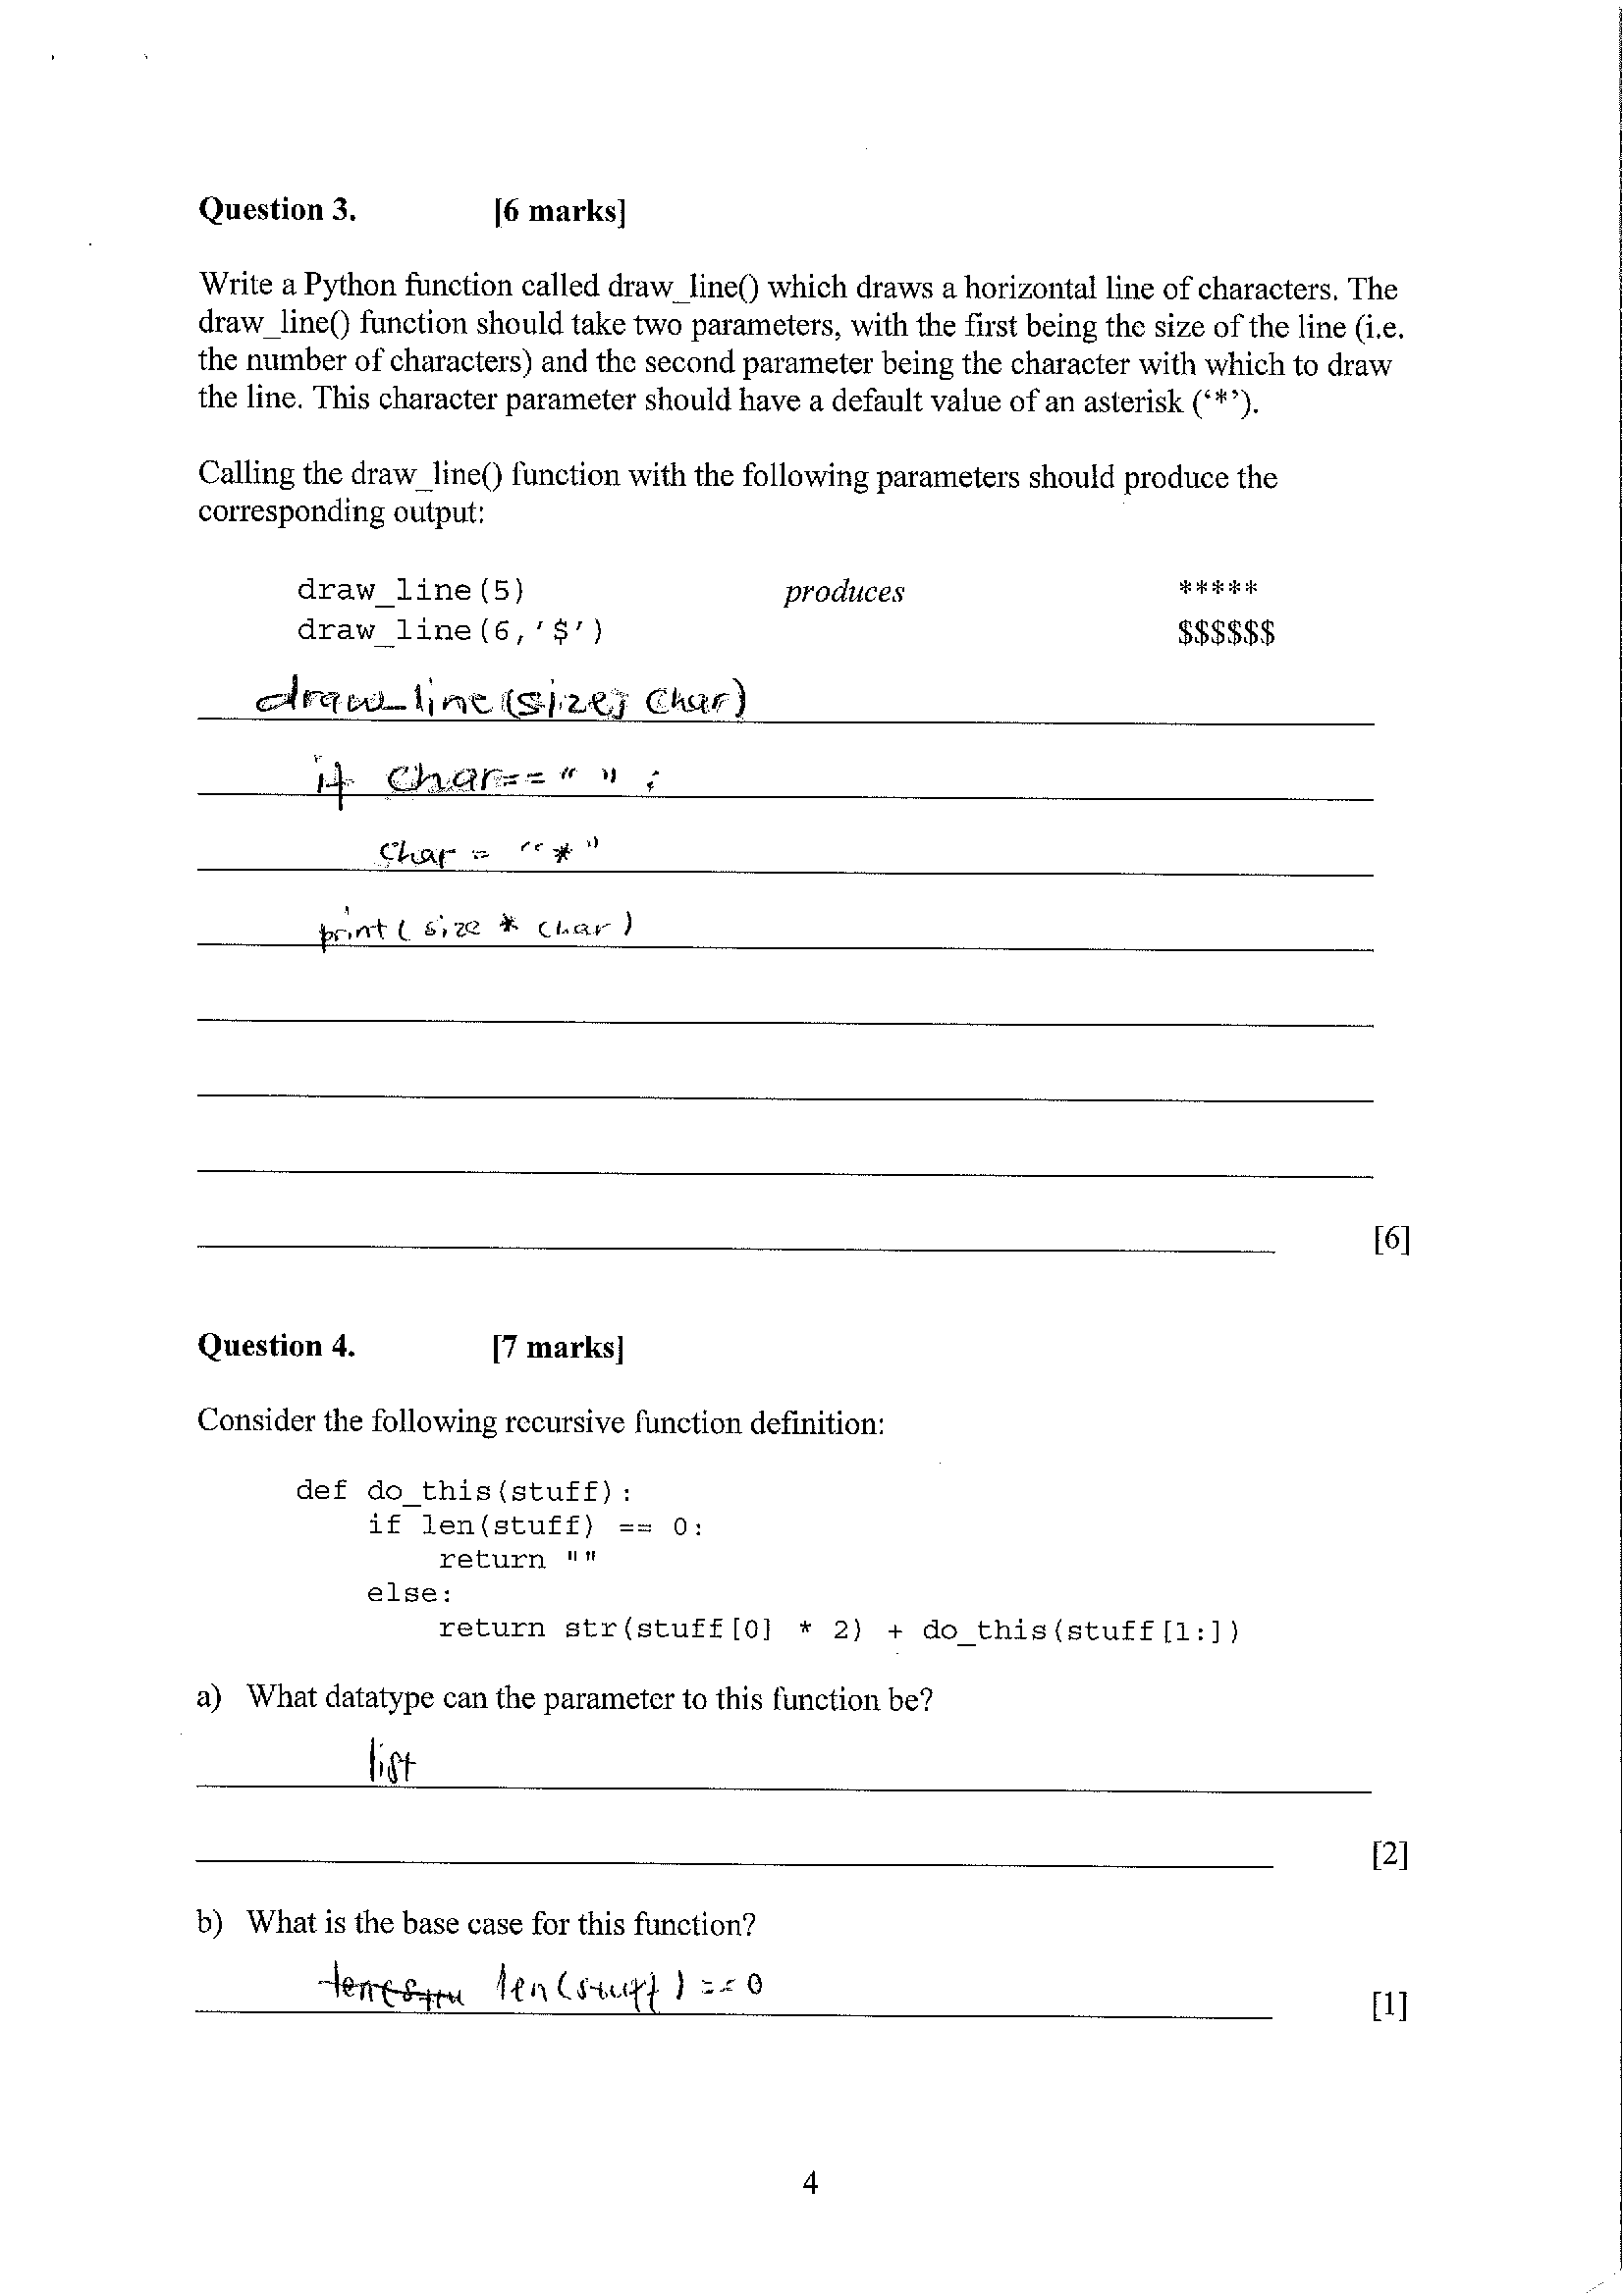 Question 3. [6 marks]
Write a Python function called draw_line() which draws a horizontal line of characters. The
draw_line() function should take two parameters, with the first being the size of the line (i.e.
the number of characters) and the second parameter being the character with which to draw
the line. This character parameter should have a default value of an asterisk (‘*’).
Calling the draw_line() function with the following parameters should produce the
corresponding output:
draw_line(5) produces *****
draw_line(6,'$') $$$$$$
draw_line(size, char)
if char==" ":
char = "*"
print(size * char)
[6]
Question 4. [7 marks]
Consider the following recursive function definition:
def do_this(stuff):
if len(stuff) == 0:
return ""
else:
return str(stuff[0] * 2) + do_this(stuff[1:])
a) What datatype can the parameter to this function be?
list
[2]
b) What is the base case for this function?
len(stuff)==0
[1]
4